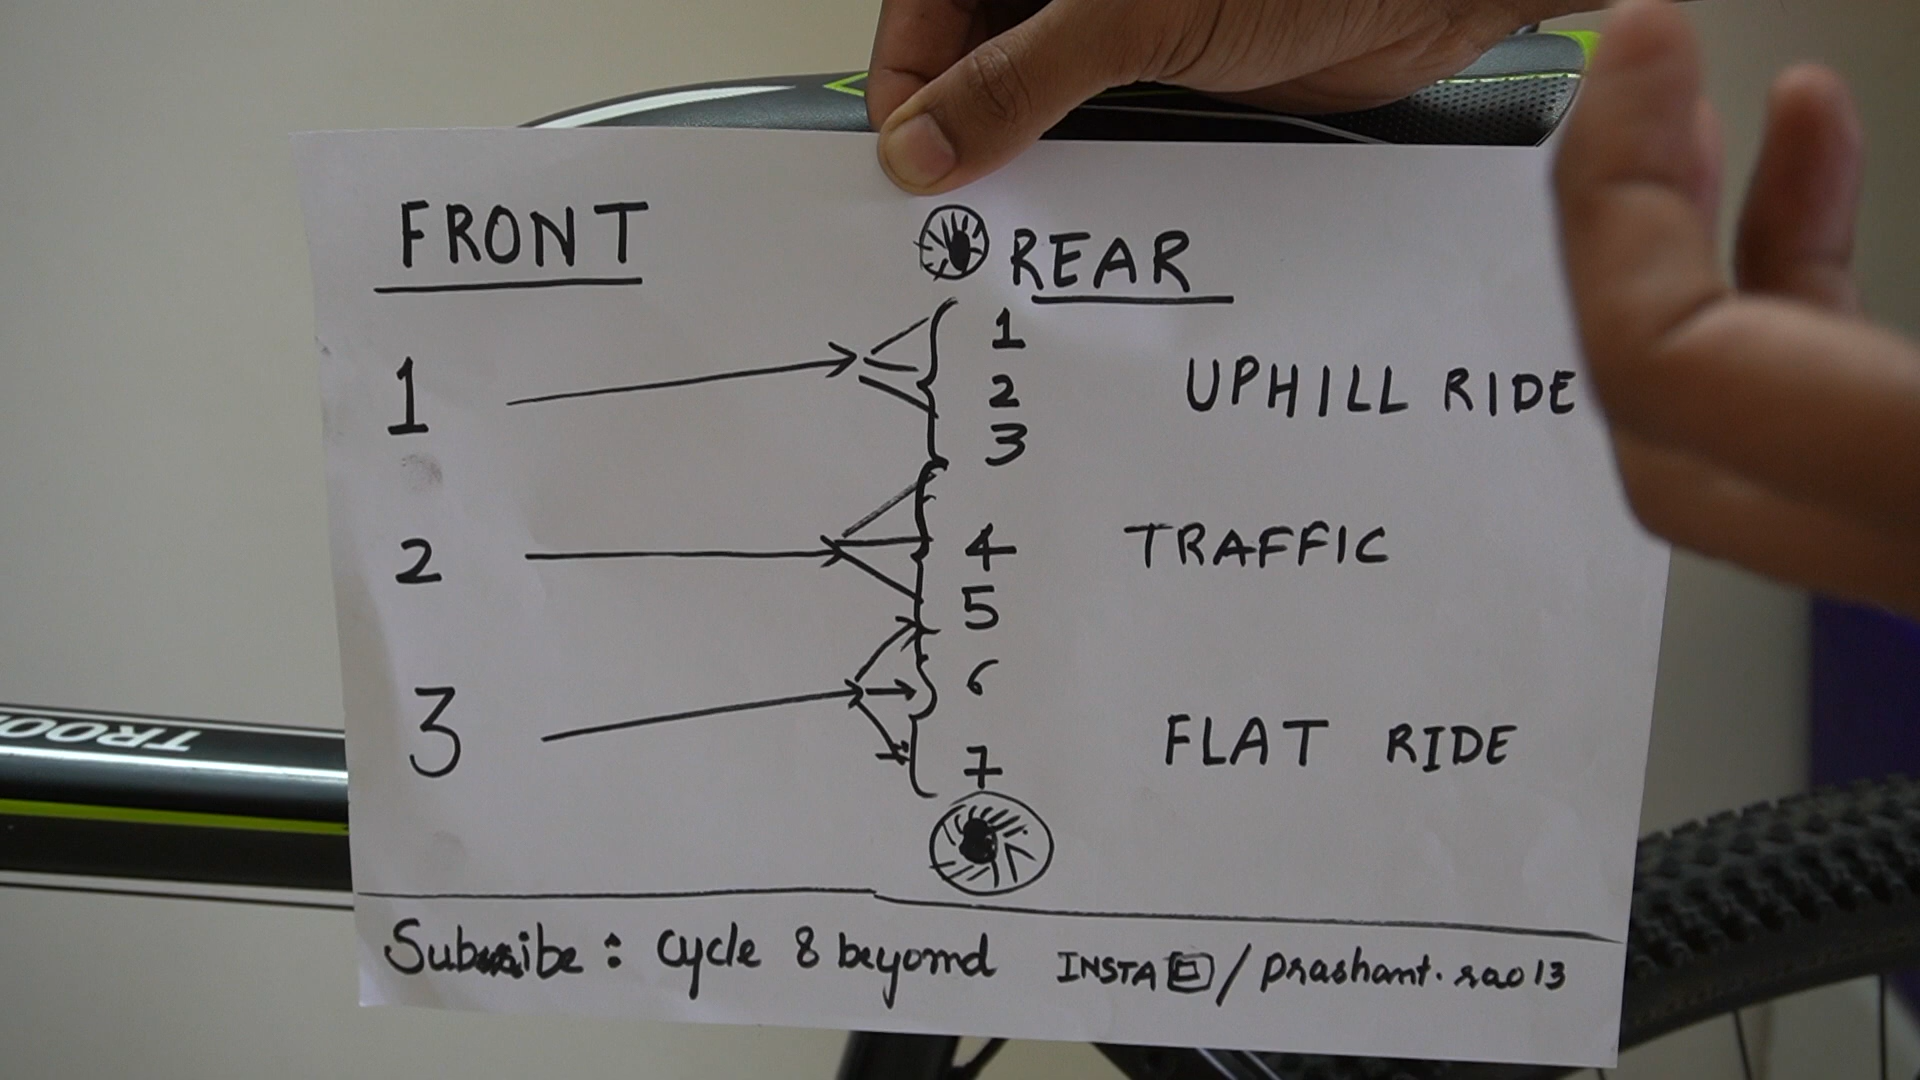 FRONT
REAR
1
1
2
3
UPHILL RIDE
2
4
5
TRAFFIC
3
6
7
FLAT RIDE
Subscribe : Cycle & beyond
INSTA / prashant.rao13
TROO